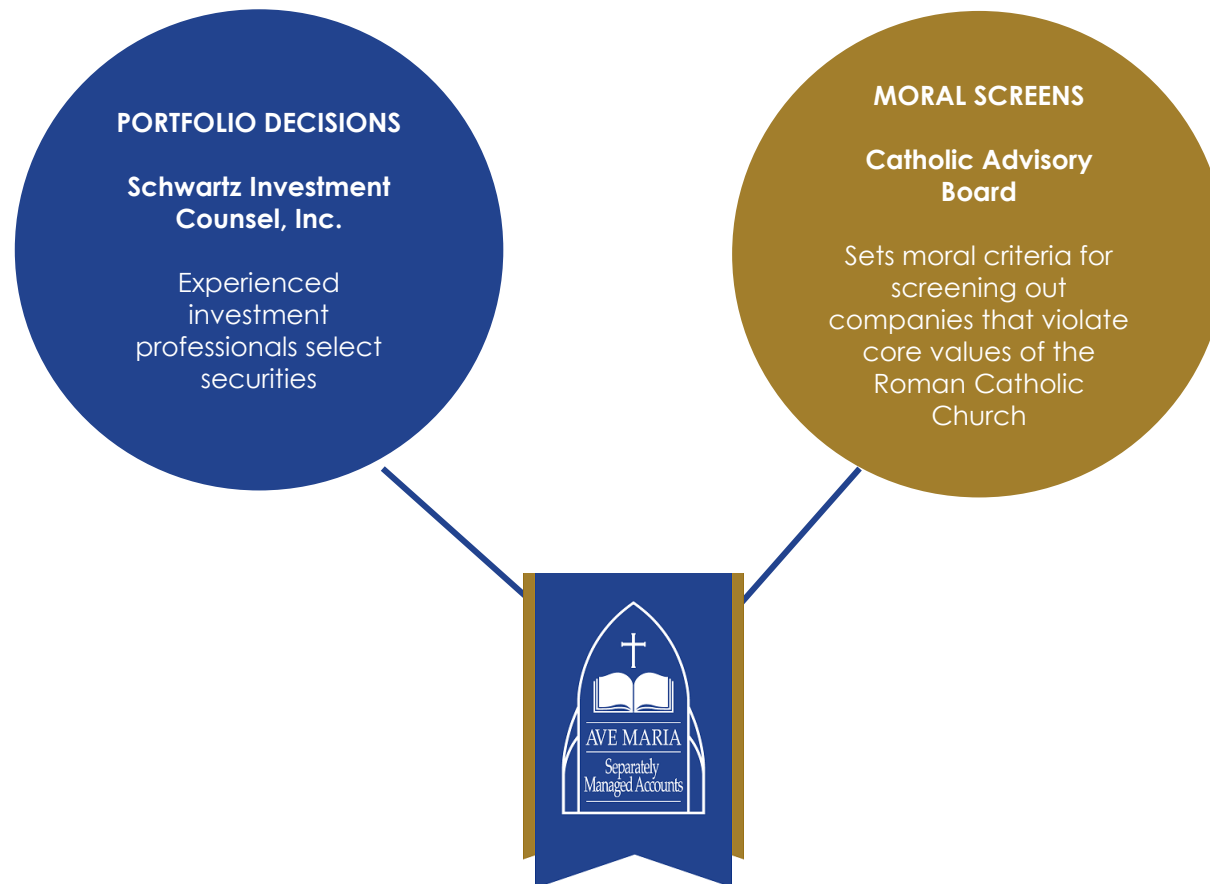 PORTFOLIO DECISIONS
Schwartz Investment
Counsel, Inc.
Experienced
investment
professionals select
securities
MORAL SCREENS
Catholic Advisory
Board
Sets moral criteria for
screening out
companies that violate
core values of the
Roman Catholic
Church
AVE MARIA
Separately
Managed Accounts